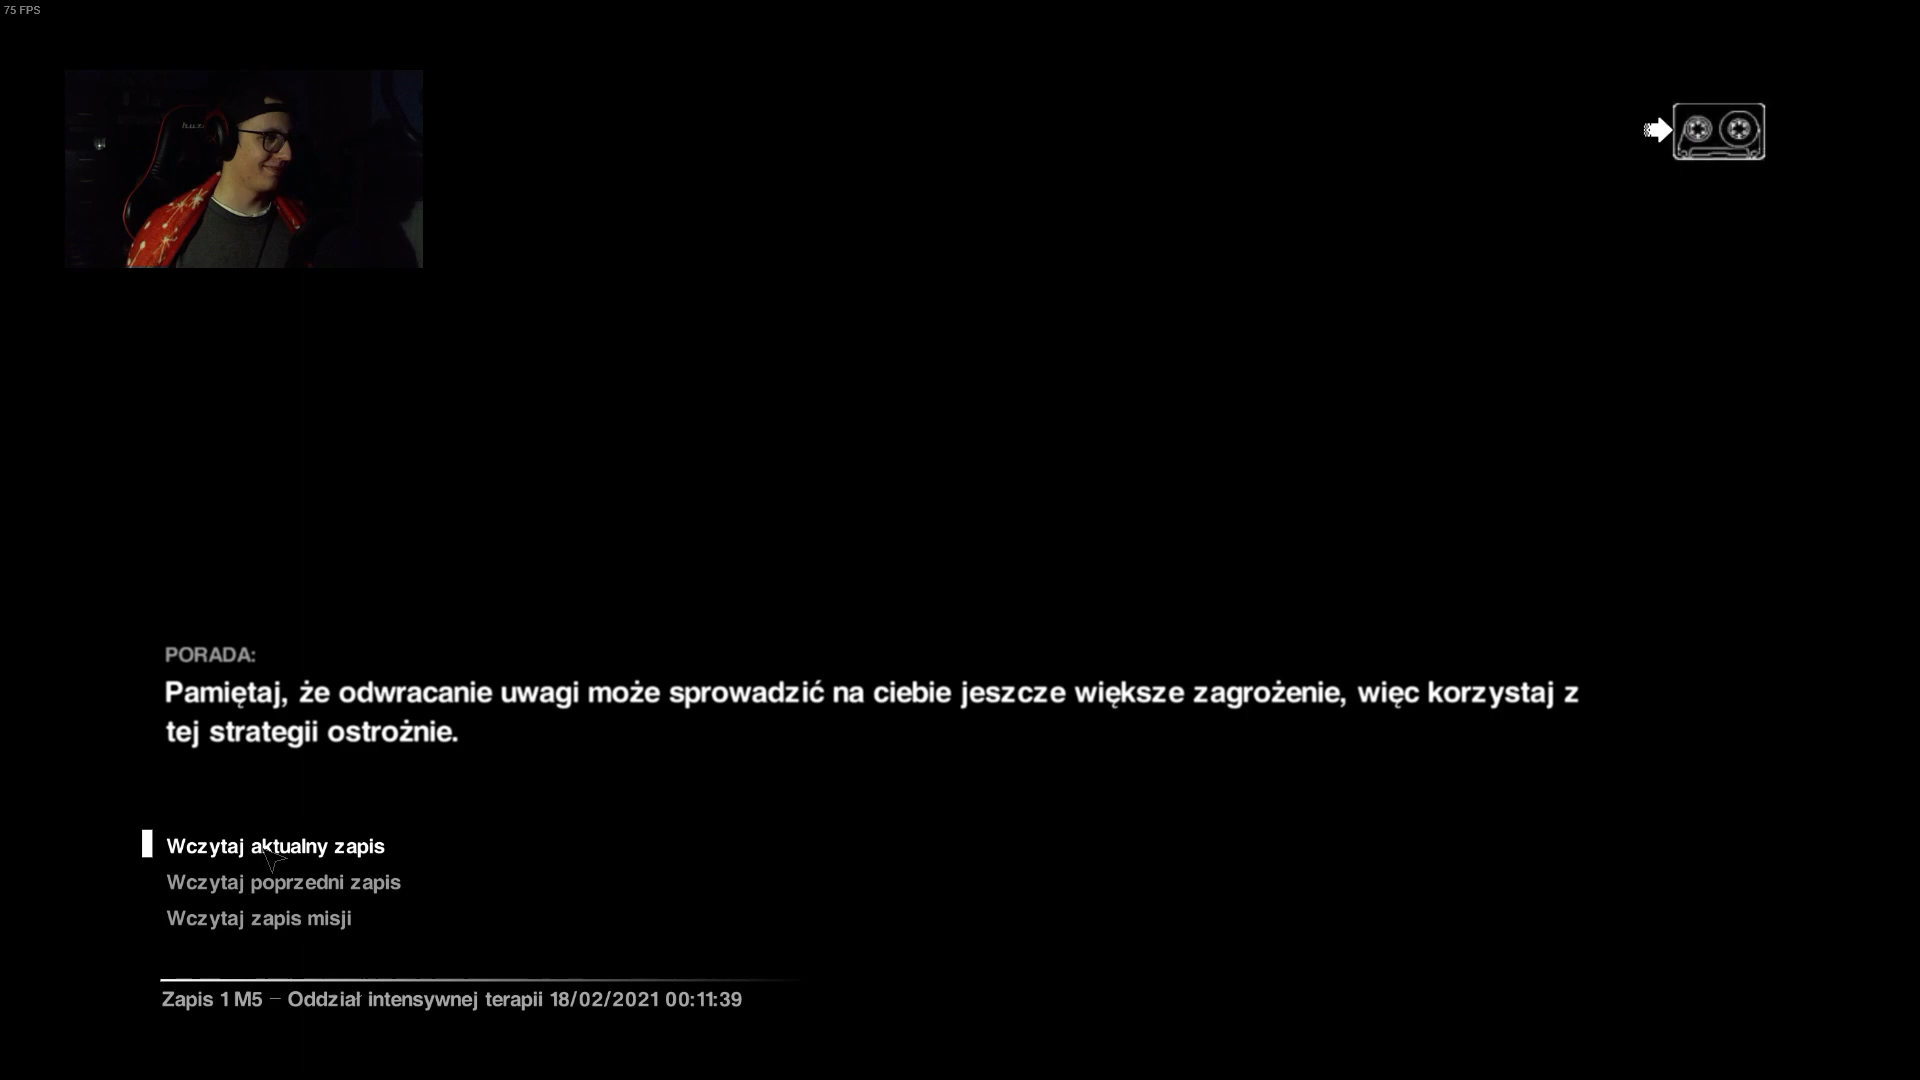 75 FPS
PORADA:
Pamiętaj, że odwracanie uwagi może sprowadzić na ciebie jeszcze większe zagrożenie, więc korzystaj z
tej strategii ostrożnie.
Wczytaj aktualny zapis
Wczytaj poprzedni zapis
Wczytaj zapis misji
Zapis 1 M5 – Oddział intensywnej terapii 18/02/2021 00:11:39